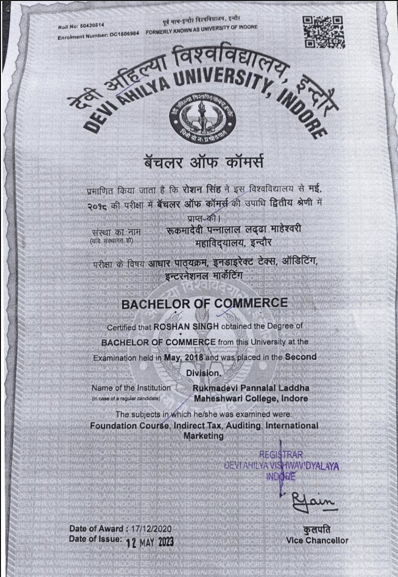 Roll No: 80420814
Enrolment Number: DC1506964
पूर्व नाम-इन्दौर विश्वविद्यालय, इन्दौर
FORMERLY KNOWN AS UNIVERSITY OF INDORE
देवी अहिल्या विश्वविद्यालय, इन्दौर
DEVI AHILYA UNIVERSITY, INDORE
बॅचलर ऑफ कॉमर्स
प्रमाणित किया जाता है कि रोशन सिंह ने इस विश्वविद्यालय से मई,
२०१८ की परीक्षा में बॅचलर ऑफ कॉमर्स की उपाधि द्वितीय श्रेणी में
प्राप्त-की।
संस्था का नाम : रूकमादेवी पन्नालाल लढ्ढा माहेश्वरी
महाविद्यालय, इन्दौर
परीक्षा के विषय आधार पाठ्यक्रम, इनडाइरेक्ट टेक्स, ऑडिटिंग,
इन्टरनेशनल मार्केटिंग
BACHELOR OF COMMERCE
Certified that ROSHAN SINGH obtained the Degree of
BACHELOR OF COMMERCE from this University at the
Examination held in May, 2018 and was placed in the Second
Division.
Name of the Institution : Rukmadevi Pannalal Laddha
(in case of a regular candidate) Maheshwari College, Indore
The subjects in which he/she was examined were:
Foundation Course, Indirect Tax, Auditing, International
Marketing
REGISTRAR
DEVI AHILYA VISHWAVIDYALAYA
INDORE
Date of Award : 17/12/2020
Date of Issue: 12 MAY 2023
कुलपति
Vice Chancellor